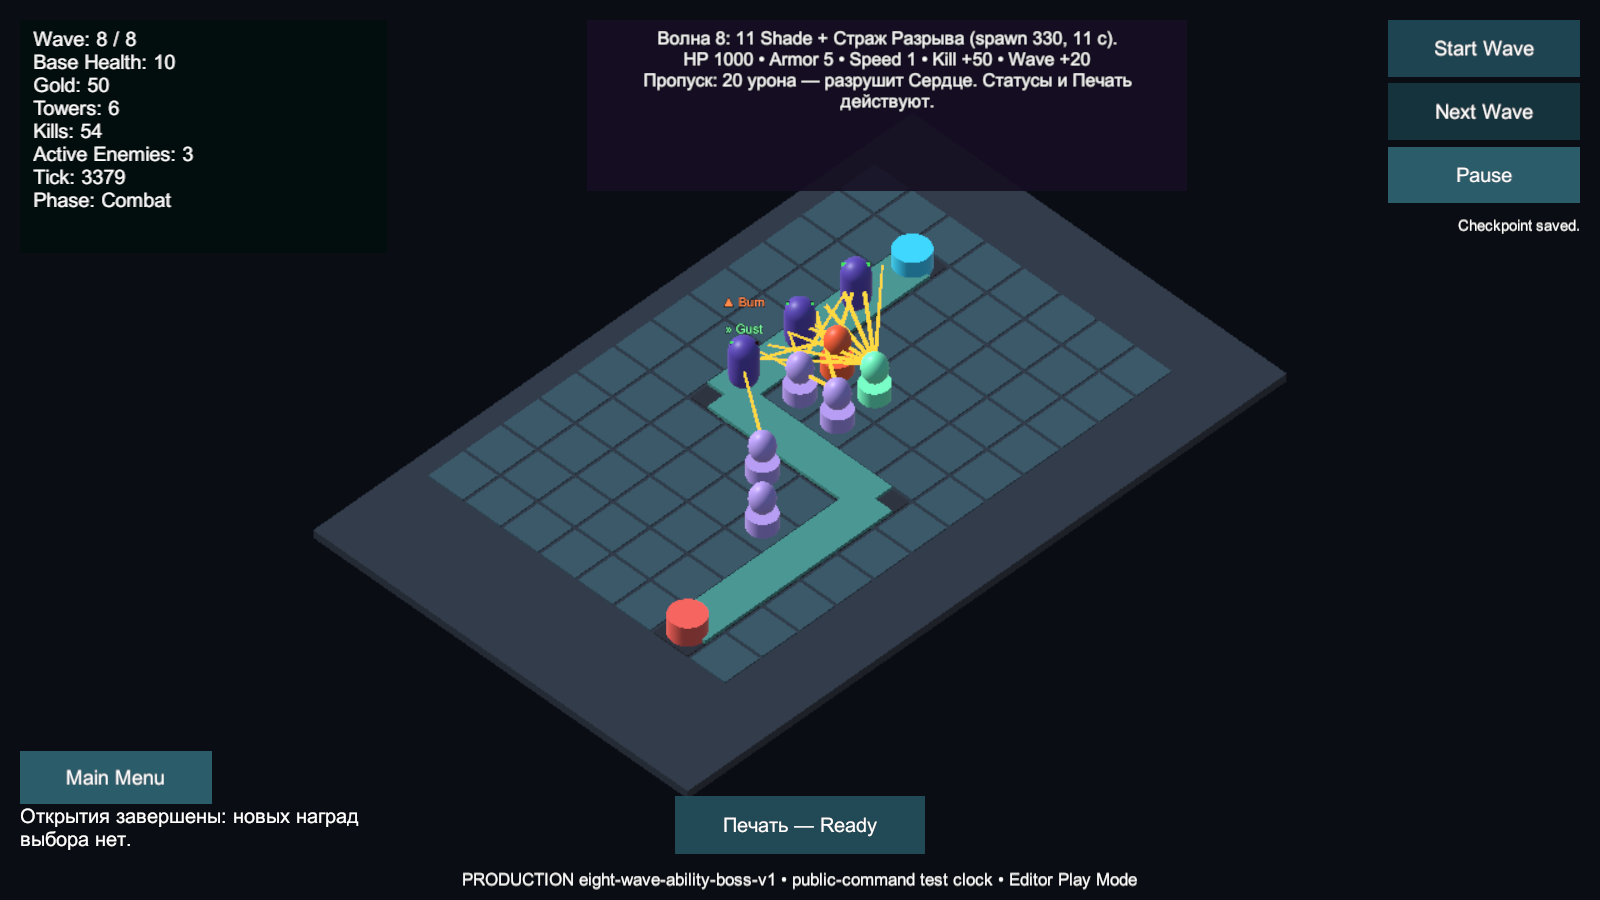 Wave: 8 / 8
Base Health: 10
Gold: 50
Towers: 6
Kills: 54
Active Enemies: 3
Tick: 3379
Phase: Combat
Волна 8: 11 Shade + Страж Разрыва (spawn 330, 11 с).
HP 1000 • Armor 5 • Speed 1 • Kill +50 • Wave +20
Пропуск: 20 урона — разрушит Сердце. Статусы и Печать
действуют.
Start Wave
Next Wave
Pause
Checkpoint saved.
▲ Burn
» Gust
Main Menu
Открытия завершены: новых наград
выбора нет.
Печать — Ready
PRODUCTION eight-wave-ability-boss-v1 • public-command test clock • Editor Play Mode